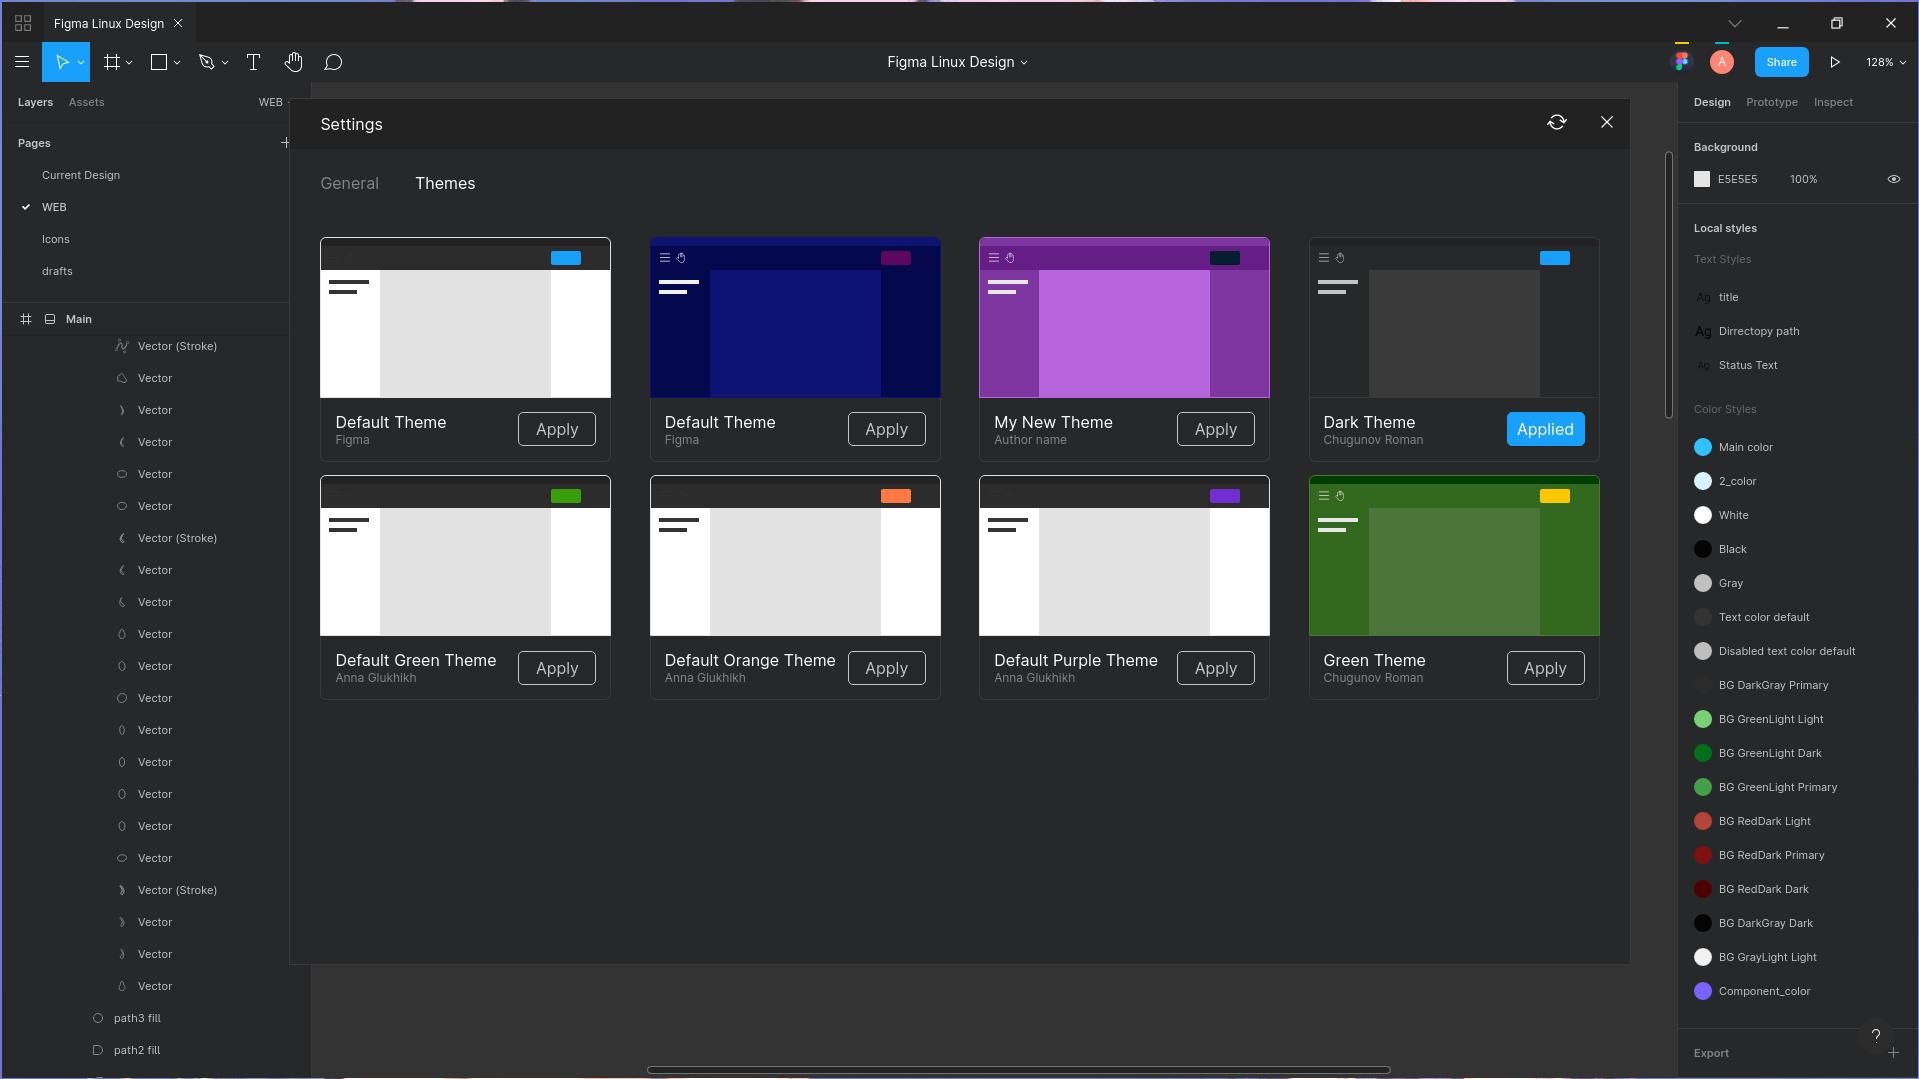 Figma Linux Design
Figma Linux Design
A
Share
128%
Layers
Assets
WEB
Pages
Current Design
WEB
Icons
drafts
Main
Vector (Stroke)
Vector
Vector
Vector
Vector
Vector
Vector (Stroke)
Vector
Vector
Vector
Vector
Vector
Vector
Vector
Vector
Vector
Vector
Vector (Stroke)
Vector
Vector
Vector
path3 fill
path2 fill
Settings
General
Themes
Default Theme
Figma
Apply
Default Theme
Figma
Apply
My New Theme
Author name
Apply
Dark Theme
Chugunov Roman
Applied
Default Green Theme
Anna Glukhikh
Apply
Default Orange Theme
Anna Glukhikh
Apply
Default Purple Theme
Anna Glukhikh
Apply
Green Theme
Chugunov Roman
Apply
Design
Prototype
Inspect
Background
E5E5E5
100%
Local styles
Text Styles
Ag title
Ag Dirrectopy path
Ag Status Text
Color Styles
Main color
2_color
White
Black
Gray
Text color default
Disabled text color default
BG DarkGray Primary
BG GreenLight Light
BG GreenLight Dark
BG GreenLight Primary
BG RedDark Light
BG RedDark Primary
BG RedDark Dark
BG DarkGray Dark
BG GrayLight Light
Component_color
?
Export